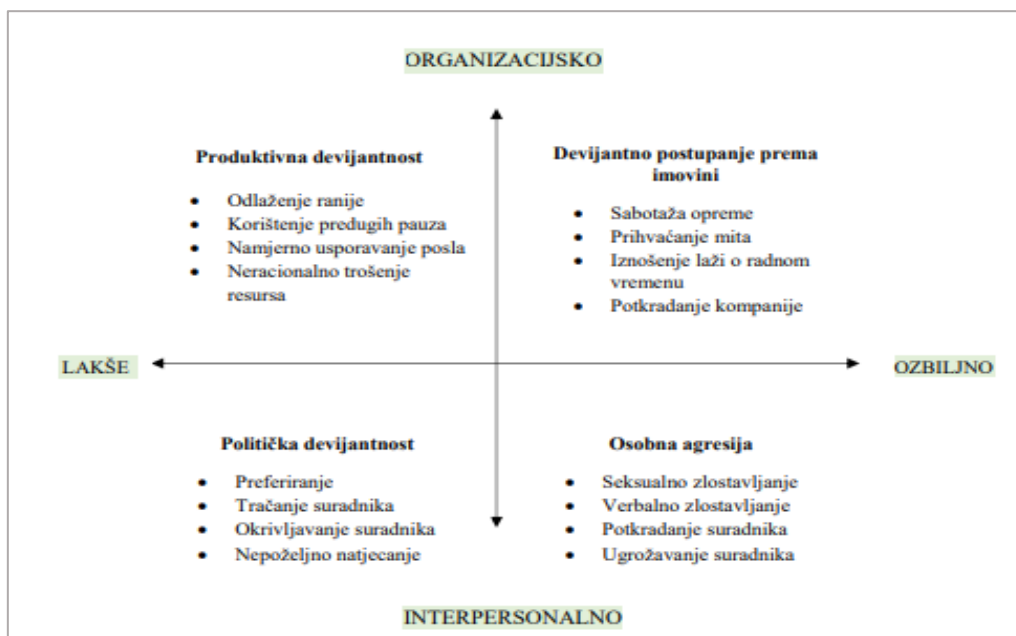 ORGANIZACIJSKO
Produktivna devijantnost
• Odlaženje ranije
• Korištenje predugih pauza
• Namjerno usporavanje posla
• Neracionalno trošenje
resursa
Devijantno postupanje prema
imovini
• Sabotaža opreme
• Prihvaćanje mita
• Iznošenje laži o radnom
vremenu
• Potkradanje kompanije
LAKŠE
OZBILJNO
Politička devijantnost
• Preferiranje
• Tračanje suradnika
• Okrivljavanje suradnika
• Nepoželjno natjecanje
Osobna agresija
• Seksualno zlostavljanje
• Verbalno zlostavljanje
• Potkradanje suradnika
• Ugrožavanje suradnika
INTERPERSONALNO